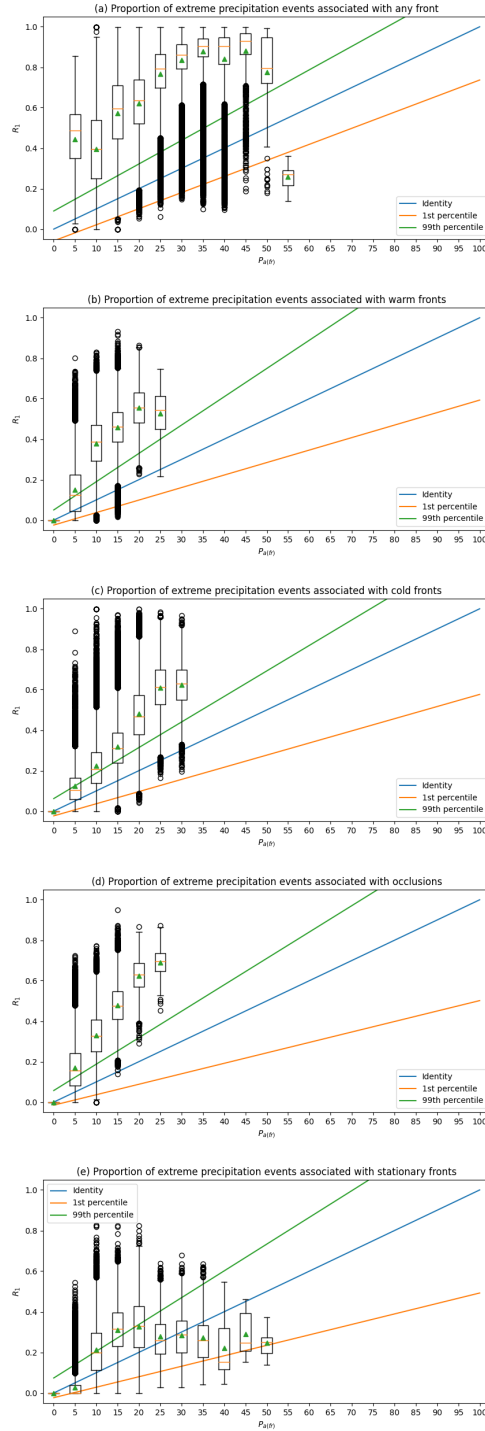 (a) Proportion of extreme precipitation events associated with any front
1.0
0.8
0.6
0.4
0.2
0.0
R1
Identity
1st percentile
99th percentile
0 5 10 15 20 25 30 35 40 45 50 55 60 65 70 75 80 85 90 95 100
Pa(fr)
(b) Proportion of extreme precipitation events associated with warm fronts
1.0
0.8
0.6
0.4
0.2
0.0
R1
Identity
1st percentile
99th percentile
0 5 10 15 20 25 30 35 40 45 50 55 60 65 70 75 80 85 90 95 100
Pa(fr)
(c) Proportion of extreme precipitation events associated with cold fronts
1.0
0.8
0.6
0.4
0.2
0.0
R1
Identity
1st percentile
99th percentile
0 5 10 15 20 25 30 35 40 45 50 55 60 65 70 75 80 85 90 95 100
Pa(fr)
(d) Proportion of extreme precipitation events associated with occlusions
1.0
0.8
0.6
0.4
0.2
0.0
R1
Identity
1st percentile
99th percentile
0 5 10 15 20 25 30 35 40 45 50 55 60 65 70 75 80 85 90 95 100
Pa(fr)
(e) Proportion of extreme precipitation events associated with stationary fronts
Identity
1st percentile
99th percentile
1.0
0.8
0.6
0.4
0.2
0.0
R1
0 5 10 15 20 25 30 35 40 45 50 55 60 65 70 75 80 85 90 95 100
Pa(fr)